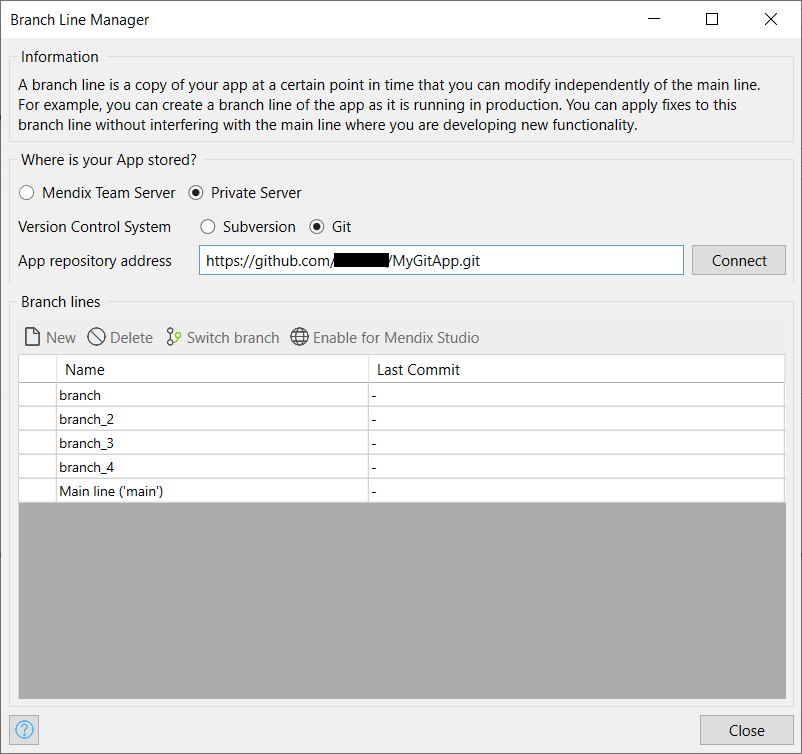 Branch Line Manager
Information
A branch line is a copy of your app at a certain point in time that you can modify independently of the main line.
For example, you can create a branch line of the app as it is running in production. You can apply fixes to this
branch line without interfering with the main line where you are developing new functionality.
Where is your App stored?
Mendix Team Server Private Server
Version Control System Subversion Git
App repository address https://github.com/ /MyGitApp.git Connect
Branch lines
New Delete Switch branch Enable for Mendix Studio
Name Last Commit
branch -
branch_2 -
branch_3 -
branch_4 -
Main line ('main') -
? Close